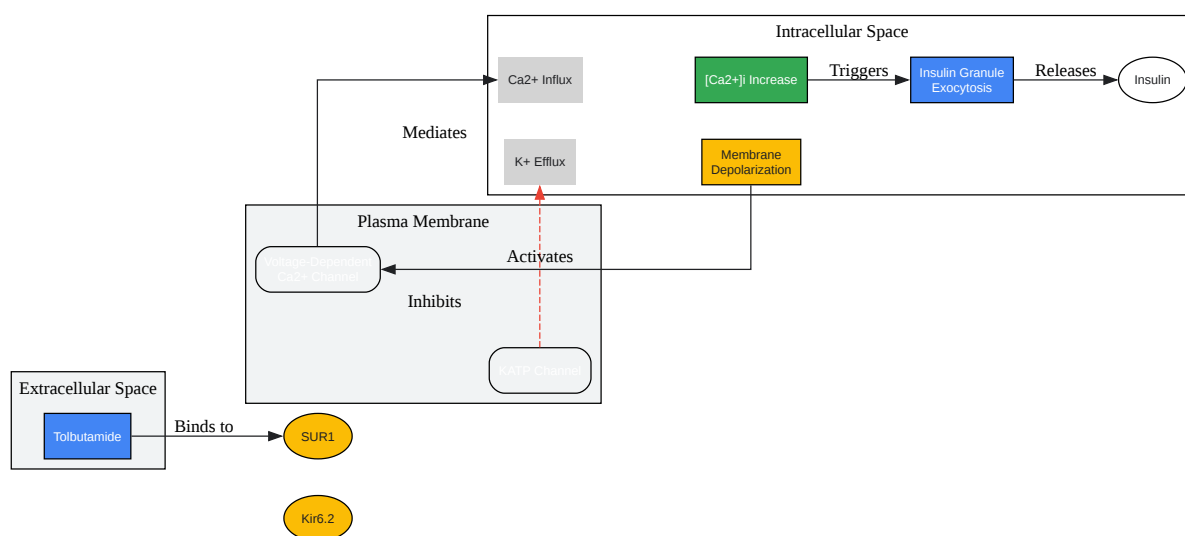 Intracellular Space
Ca2+ Influx
[Ca2+]i Increase
Triggers
Insulin Granule
Exocytosis
Releases
Insulin
Mediates
K+ Efflux
Membrane
Depolarization
Plasma Membrane
Voltage-Dependent
Ca2+ Channel
Activates
Inhibits
KATP Channel
Extracellular Space
Tolbutamide
Binds to
SUR1
Kir6.2